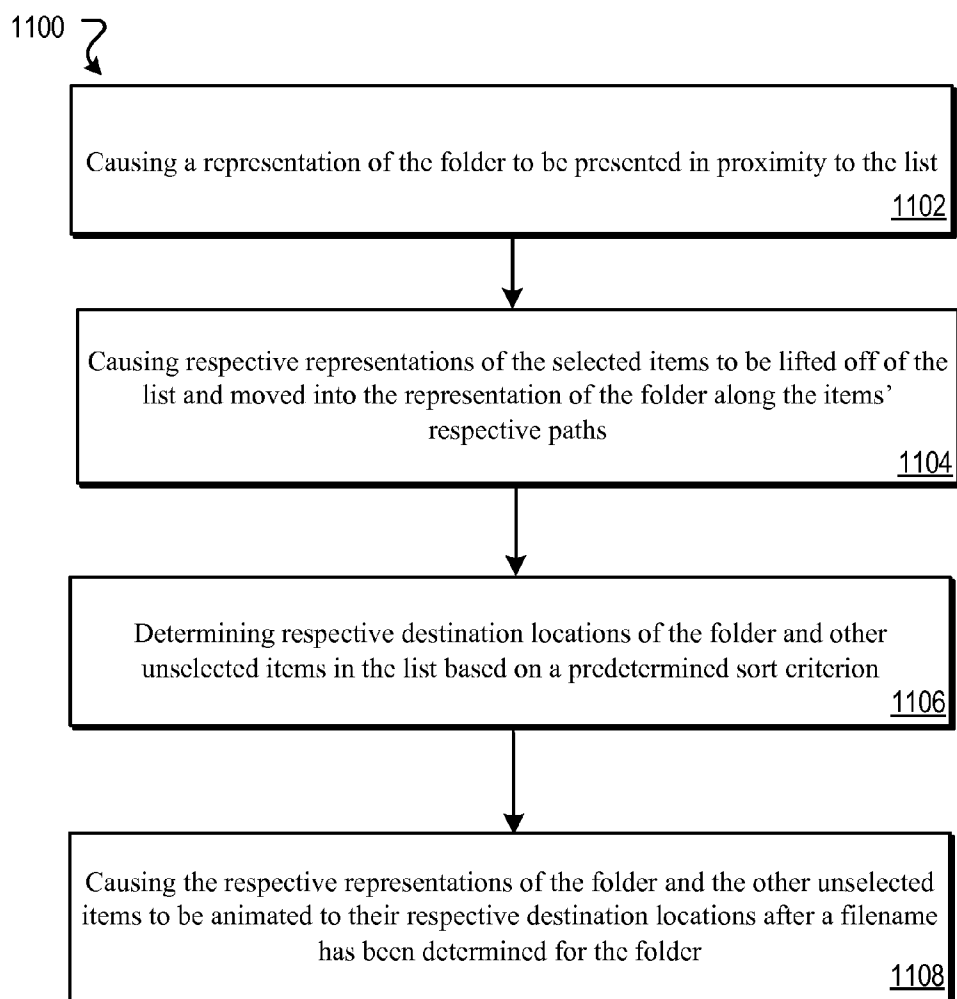 1100
Causing a representation of the folder to be presented in proximity to the list
1102
Causing respective representations of the selected items to be lifted off of the
list and moved into the representation of the folder along the items’
respective paths
1104
Determining respective destination locations of the folder and other
unselected items in the list based on a predetermined sort criterion
1106
Causing the respective representations of the folder and the other unselected
items to be animated to their respective destination locations after a filename
has been determined for the folder
1108